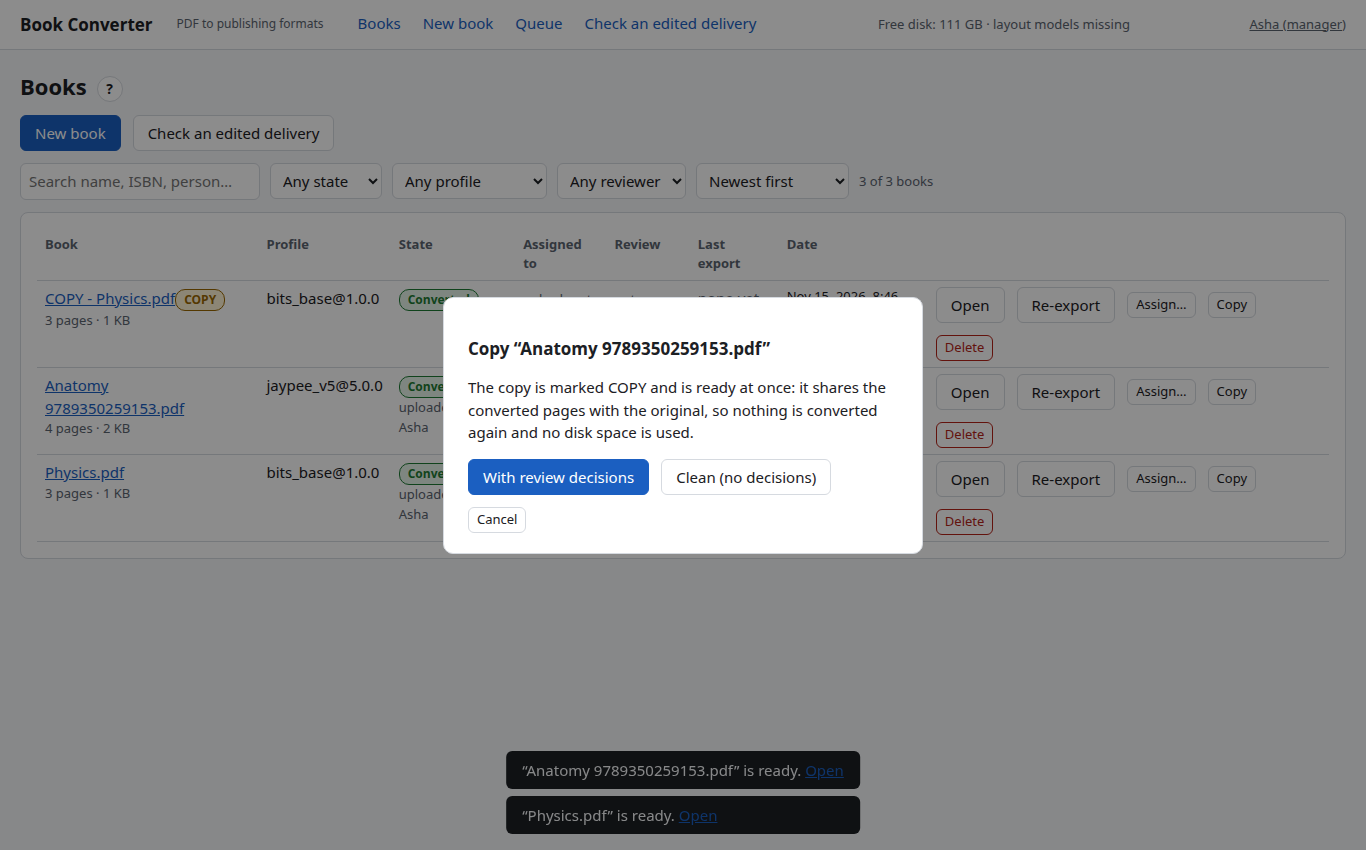 Book Converter PDF to publishing formats Books New book Queue Check an edited delivery Free disk: 111 GB · layout models missing Asha (manager)
Books ?
New book Check an edited delivery
Search name, ISBN, person... Any state Any profile Any reviewer Newest first 3 of 3 books
Book Profile State Assigned to Review Last export Date
COPY - Physics.pdf COPY bits_base@1.0.0 Nov 15, 2026, 8:46 Open Re-export Assign... Copy
3 pages · 1 KB
Delete
Anatomy 9789350259153.pdf jaypee_v5@5.0.0 Open Re-export Assign... Copy
4 pages · 2 KB Asha
Delete
Physics.pdf bits_base@1.0.0 Open Re-export Assign... Copy
3 pages · 1 KB
Asha Delete
Copy “Anatomy 9789350259153.pdf”
The copy is marked COPY and is ready at once: it shares the
converted pages with the original, so nothing is converted
again and no disk space is used.
With review decisions Clean (no decisions)
Cancel
“Anatomy 9789350259153.pdf” is ready. Open
“Physics.pdf” is ready. Open